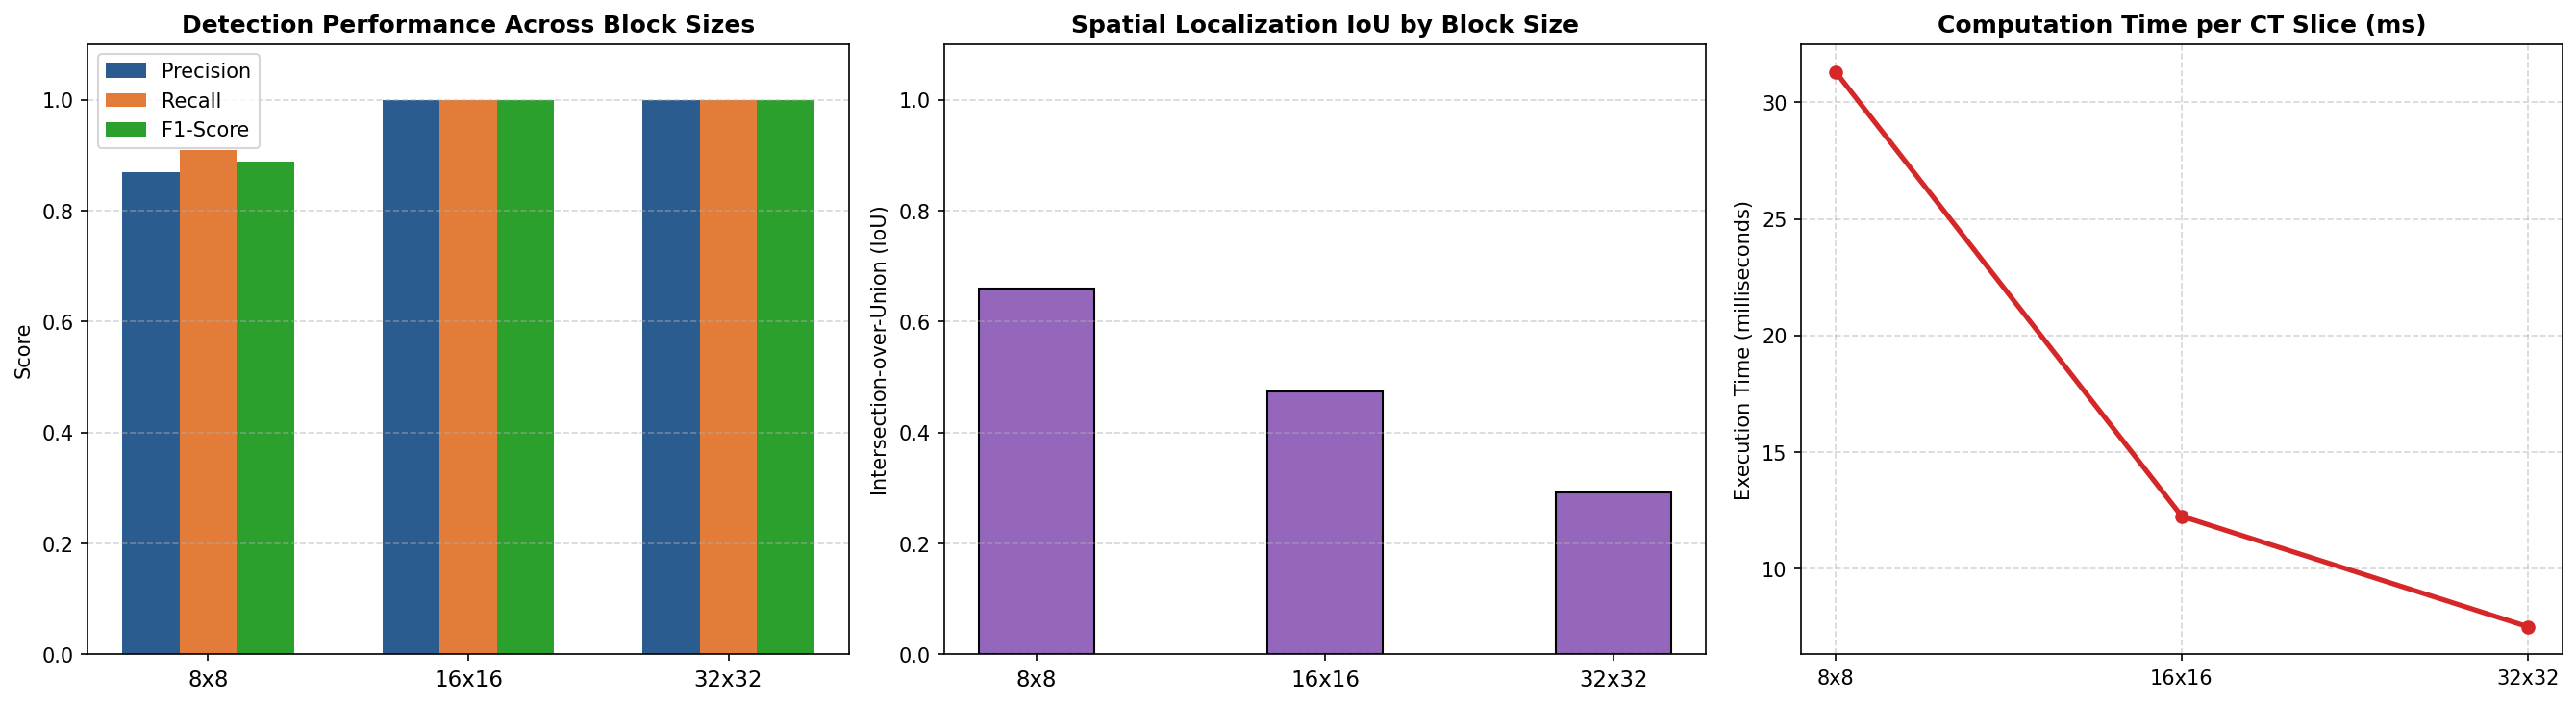 Detection Performance Across Block Sizes
Precision
Recall
F1-Score
Score
1.0
0.8
0.6
0.4
0.2
0.0
8x8 16x16 32x32
Spatial Localization IoU by Block Size
Intersection-over-Union (IoU)
1.0
0.8
0.6
0.4
0.2
0.0
8x8 16x16 32x32
Computation Time per CT Slice (ms)
Execution Time (milliseconds)
30
25
20
15
10
8x8 16x16 32x32